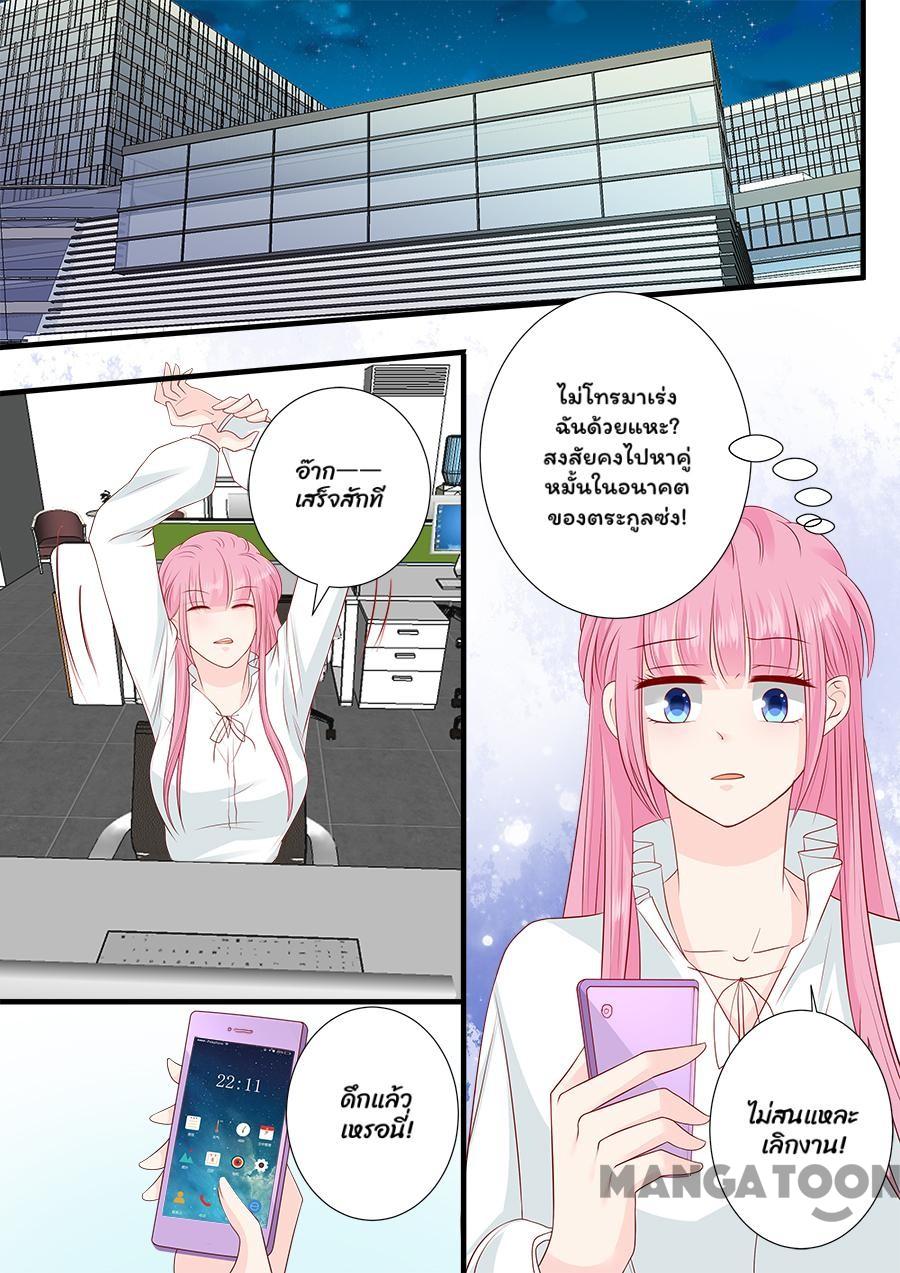 อ๊าก——
เสร็จสักที
ไม่โทรมาเร่ง
ฉันด้วยแหะ?
สงสัยคงไปหาคู่
หมั้นในอนาคต
ของตระกูลซ่ง!
22:11
ดึกแล้ว
เหรอนี่!
ไม่สนแหละ
เลิกงาน!
MANGATOON